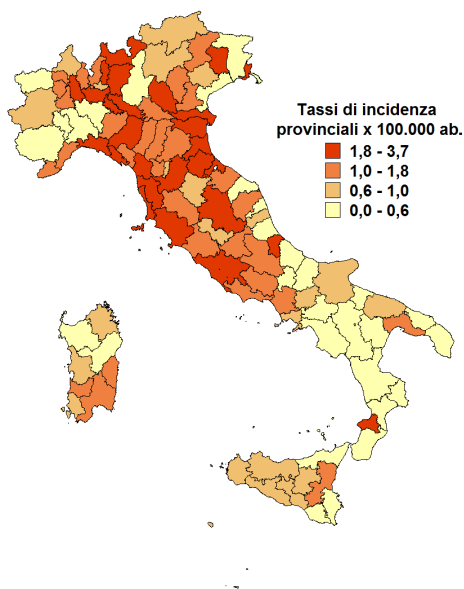 Tassi di incidenza
provinciali x 100.000 ab.
1,8 - 3,7
1,0 - 1,8
0,6 - 1,0
0,0 - 0,6